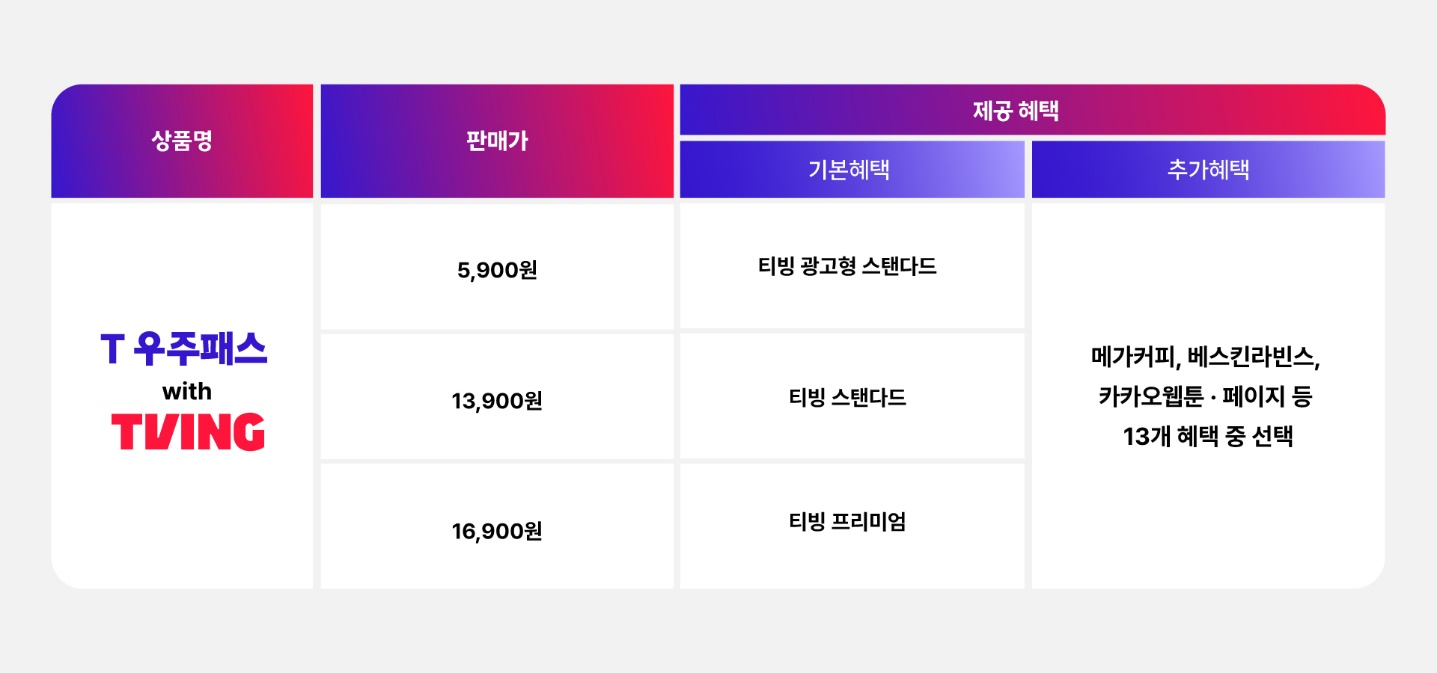 상품명
판매가
제공 혜택
기본혜택
추가혜택
T 우주패스
with
TVING
5,900원
티빙 광고형 스탠다드
13,900원
티빙 스탠다드
16,900원
티빙 프리미엄
메가커피, 베스킨라빈스,
카카오웹툰 · 페이지 등
13개 혜택 중 선택